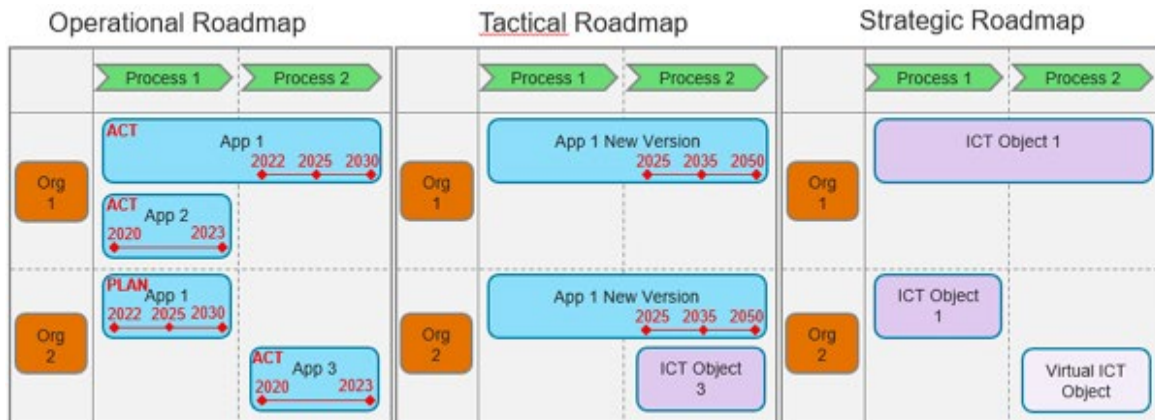 Operational Roadmap
Tactical Roadmap
Strategic Roadmap
Process 1
Process 2
Process 1
Process 2
Process 1
Process 2
Org
1
ACT
App 1
2022 2025 2030
ACT
App 2
2020 2023
Org
2
PLAN
App 1
2022 2025 2030
ACT
App 3
2020 2023
Org
1
App 1 New Version
2025 2035 2050
Org
2
App 1 New Version
2025 2035 2050
ICT Object
3
Org
1
ICT Object 1
Org
2
ICT Object
1
Virtual ICT
Object